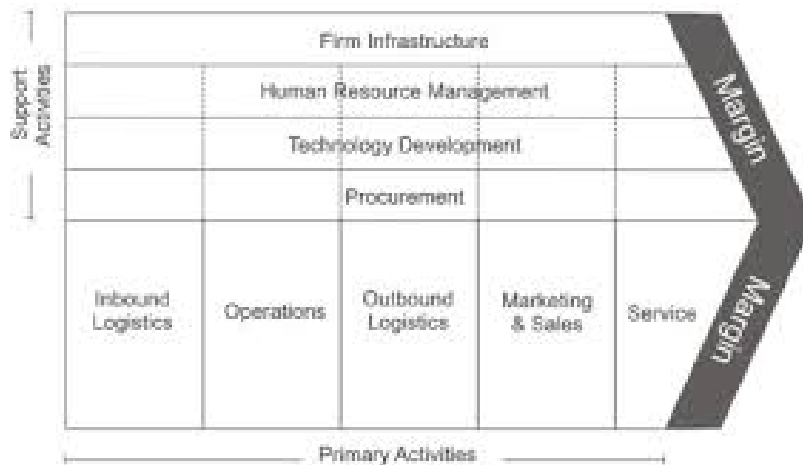 Support
Activities
Firm Infrastructure
Human Resource Management
Technology Development
Procurement
Inbound
Logistics
Operations
Outbound
Logistics
Marketing
& Sales
Service
Margin
Margin
Primary Activities